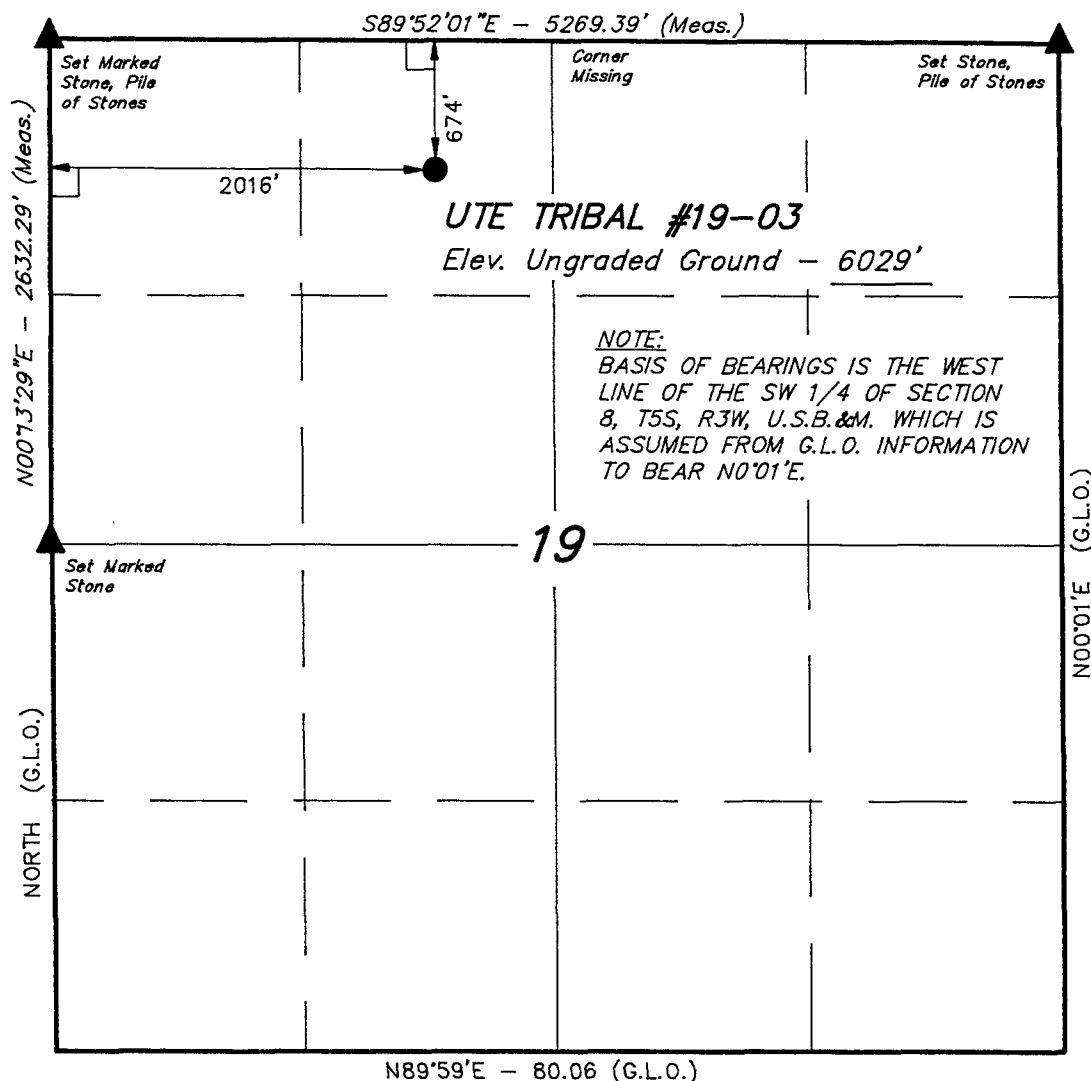 S89°52'01"E – 5269.39' (Meas.)
Set Marked
Stone, Pile
of Stones
Corner
Missing
Set Stone,
Pile of Stones
674'
2016'
N00°13'29"E – 2632.29' (Meas.)
UTE TRIBAL #19–03
Elev. Ungraded Ground – 6029'
NOTE:
BASIS OF BEARINGS IS THE WEST
LINE OF THE SW 1/4 OF SECTION
8, T5S, R3W, U.S.B.&M. WHICH IS
ASSUMED FROM G.L.O. INFORMATION
TO BEAR N0°01'E.
19
Set Marked
Stone
N00°01'E (G.L.O.)
NORTH (G.L.O.)
N89°59'E – 80.06 (G.L.O.)